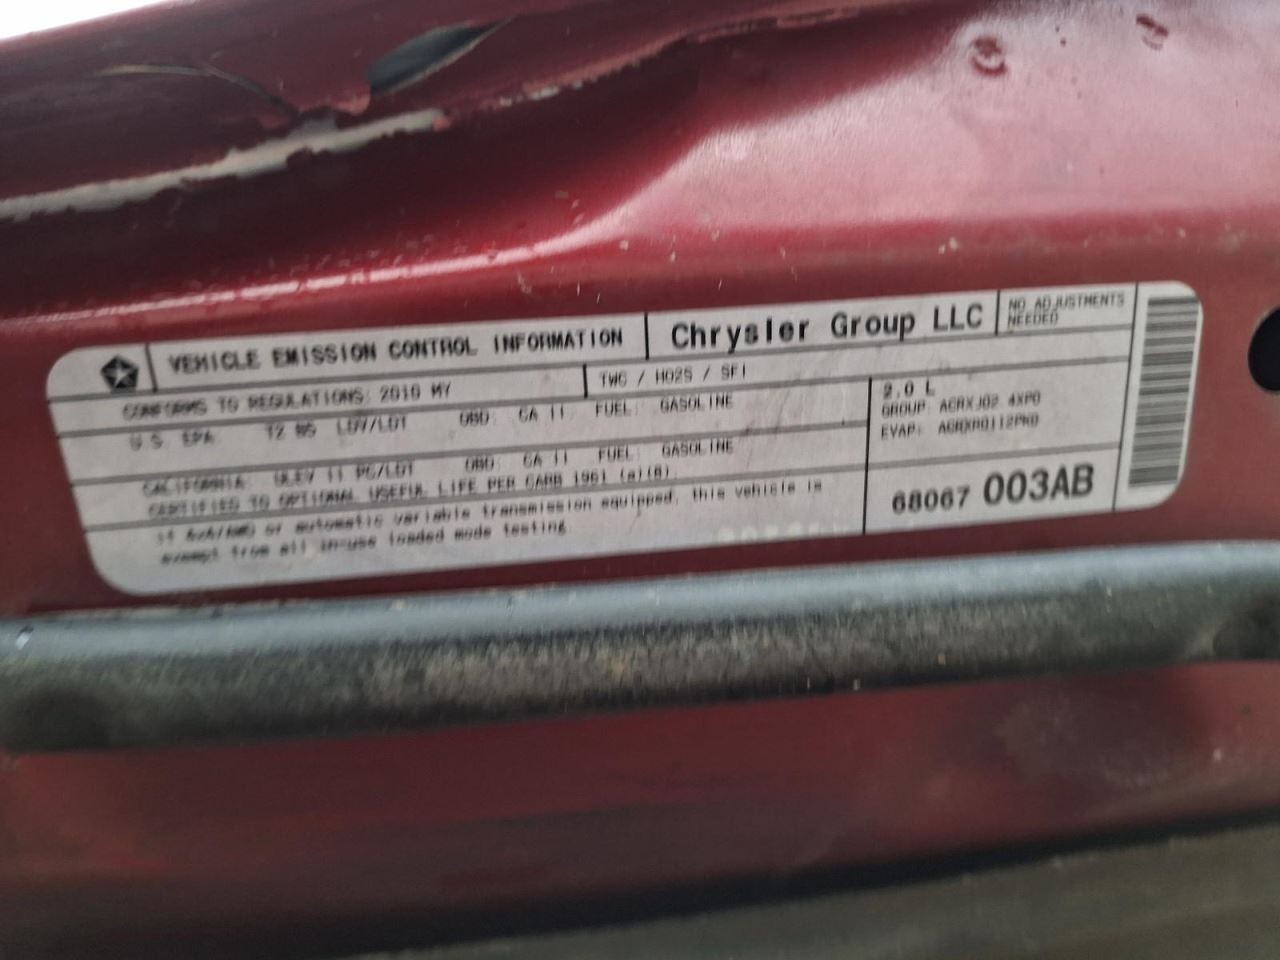 VEHICLE EMISSION CONTROL INFORMATION
Chrysler Group LLC
NO ADJUSTMENTS
NEEDED
CONFORMS TO REGULATIONS: 2010 MY
TWC / HO2S / SFI
U.S. EPA: T2 B5 LDV/LDT OBD: CA II FUEL: GASOLINE
CALIFORNIA: ULEV II PC/LDT OBD: CA II FUEL: GASOLINE
CERTIFIED TO OPTIONAL USEFUL LIFE PER CARB 1961 (a)(8).
If 4x4/AWD or automatic variable transmission equipped, this vehicle is
exempt from all in-use loaded mode testing.
2.0 L
GROUP: ACRXJ02.4XP0
EVAP: ACRXR0112PK0
68067 003AB